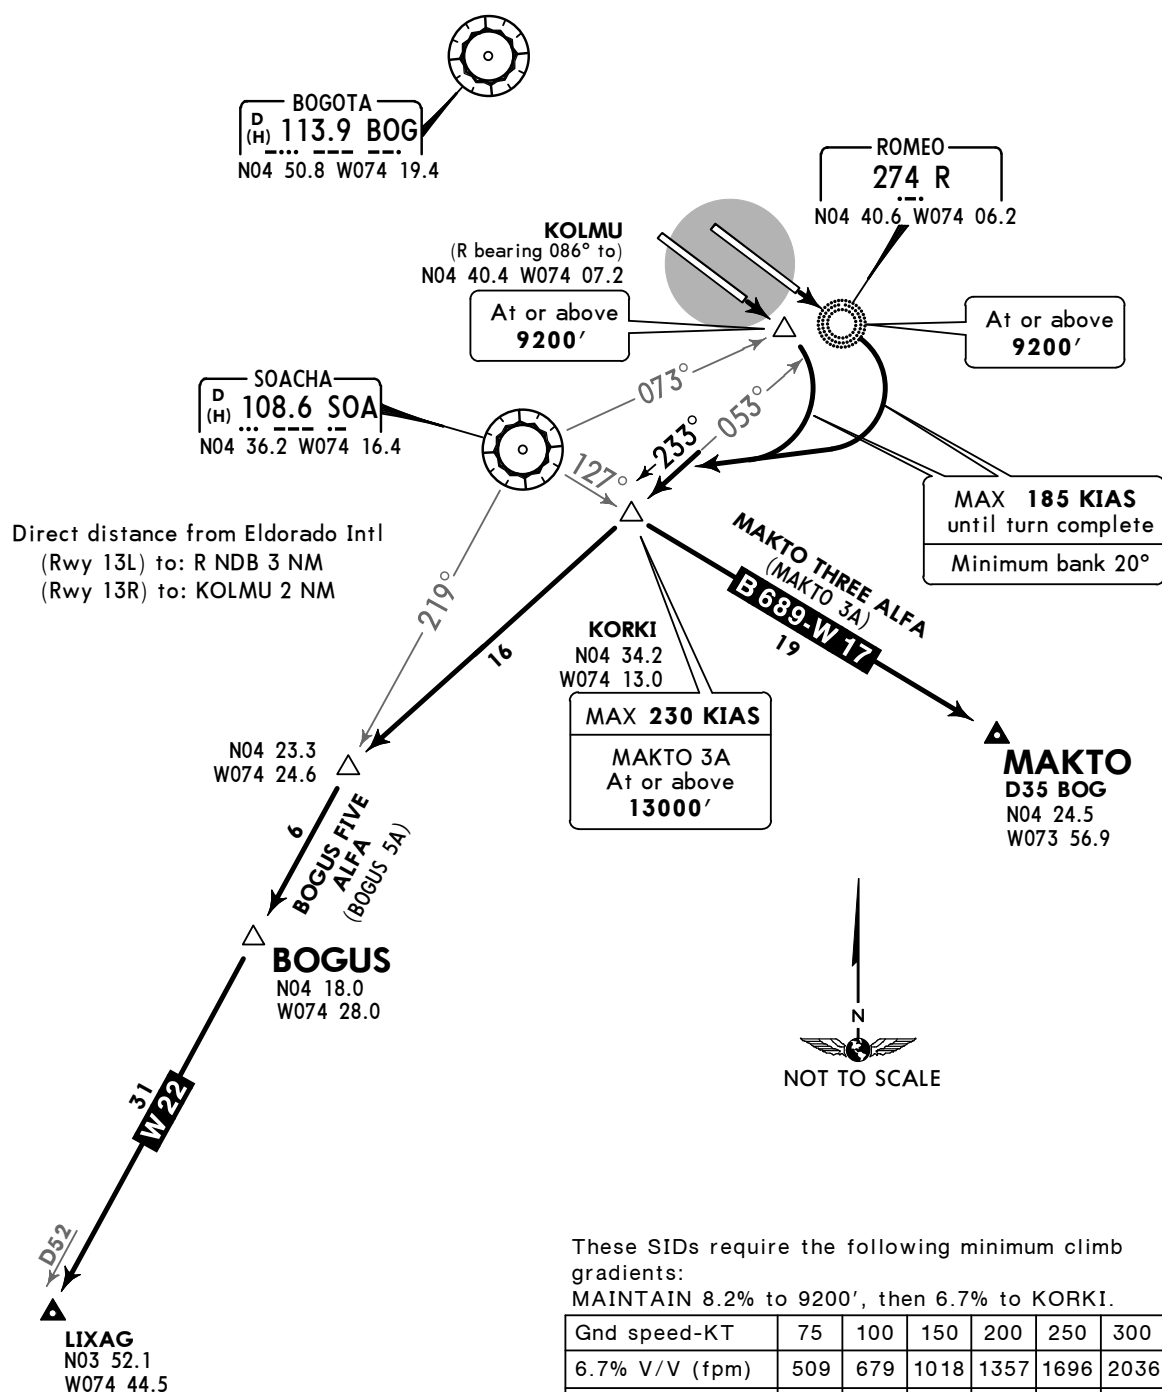 BOGOTA
D
(H) 113.9 BOG
N04 50.8 W074 19.4
ROMEO
274 R
N04 40.6 W074 06.2
KOLMU
(R bearing 086° to)
N04 40.4 W074 07.2
At or above
9200'
At or above
9200'
SOACHA
D
(H) 108.6 SOA
N04 36.2 W074 16.4
073°
053°
233°
127°
219°
MAX 185 KIAS
until turn complete
Minimum bank 20°
Direct distance from Eldorado Intl
(Rwy 13L) to: R NDB 3 NM
(Rwy 13R) to: KOLMU 2 NM
MAKTO THREE ALFA
(MAKTO 3A)
B 689-W 17
19
16
KORKI
N04 34.2
W074 13.0
MAX 230 KIAS
MAKTO 3A
At or above
13000'
MAKTO
D35 BOG
N04 24.5
W073 56.9
N04 23.3
W074 24.6
6
BOGUS FIVE
ALFA
(BOGUS 5A)
BOGUS
N04 18.0
W074 28.0
N
NOT TO SCALE
31
W 22
D52
LIXAG
N03 52.1
W074 44.5
These SIDs require the following minimum climb
gradients:
MAINTAIN 8.2% to 9200', then 6.7% to KORKI.
Gnd speed-KT 75 100 150 200 250 300
6.7% V/V (fpm) 509 679 1018 1357 1696 2036